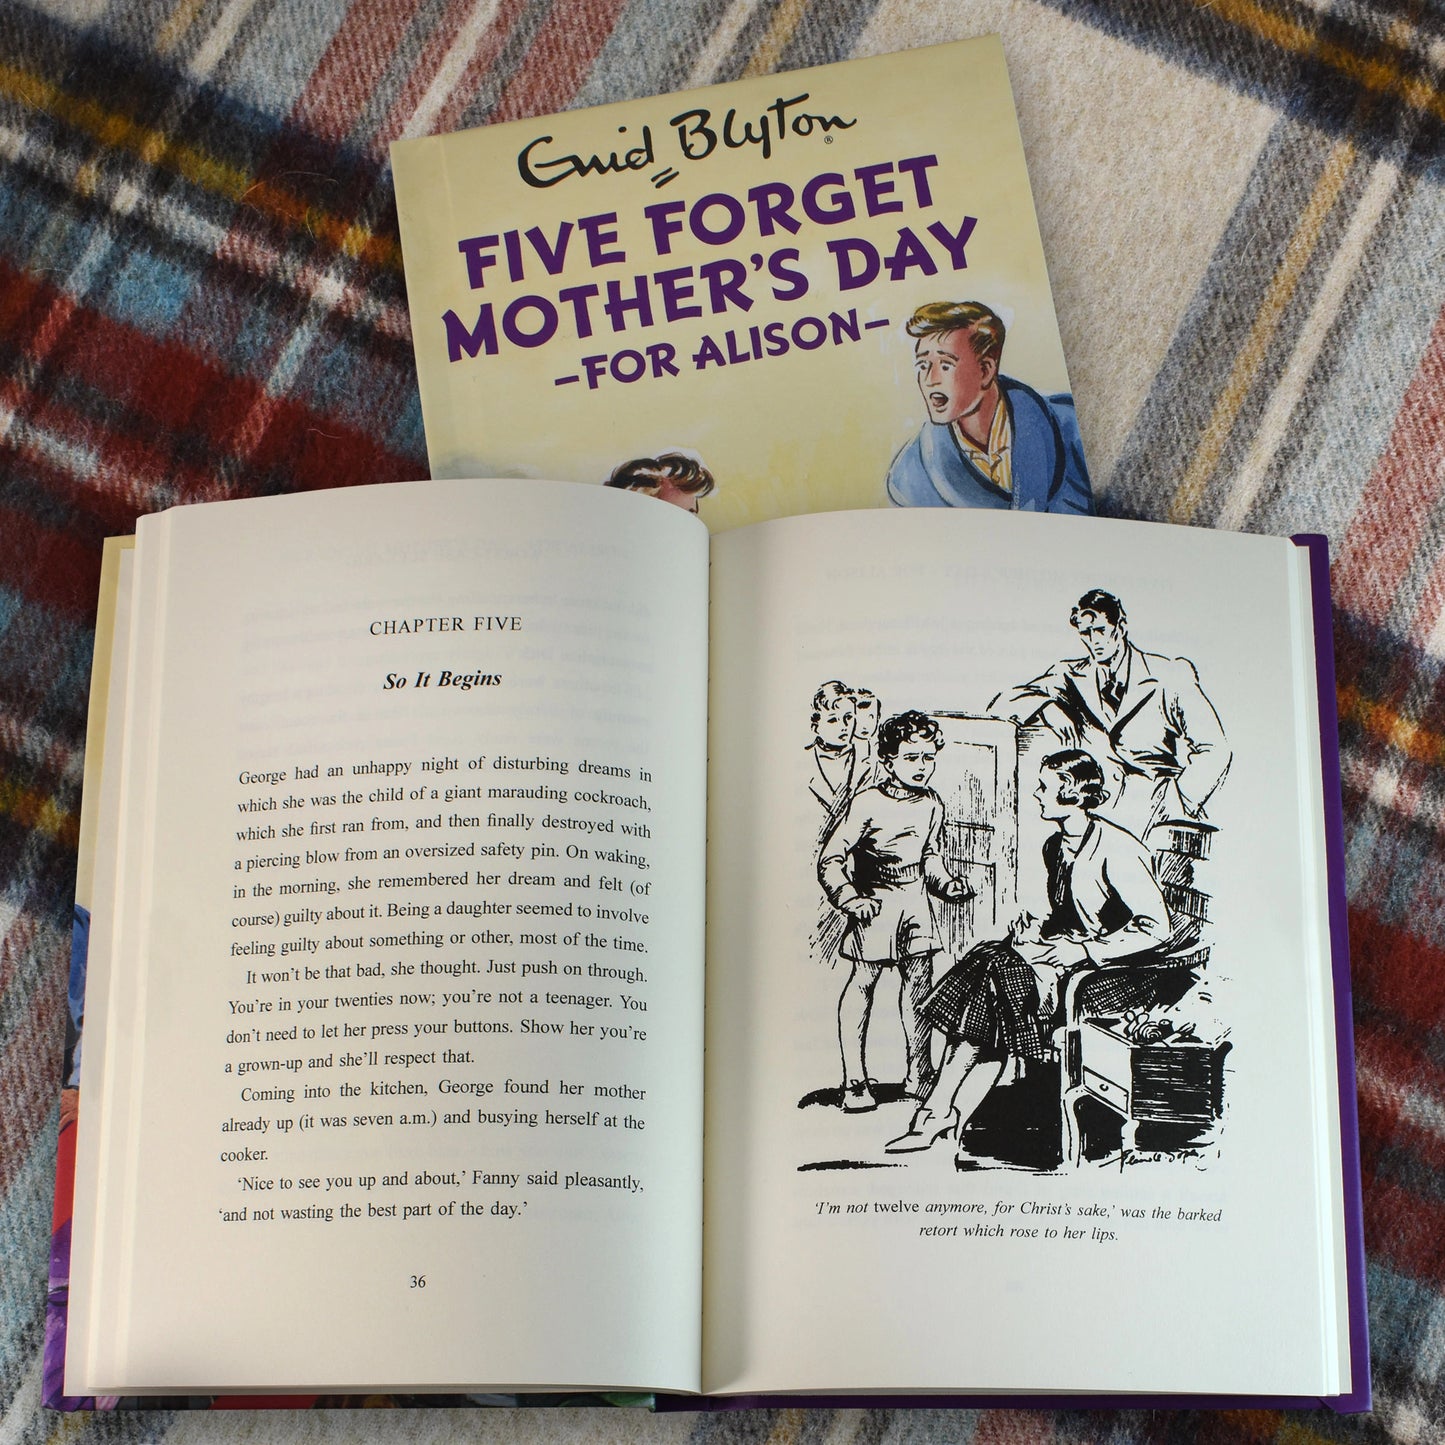 Enid Blyton®
FIVE FORGET
MOTHER'S DAY
–FOR ALISON–
CHAPTER FIVE
So It Begins
George had an unhappy night of disturbing dreams in
which she was the child of a giant marauding cockroach,
which she first ran from, and then finally destroyed with
a piercing blow from an oversized safety pin. On waking,
in the morning, she remembered her dream and felt (of
course) guilty about it. Being a daughter seemed to involve
feeling guilty about something or other, most of the time.
It won't be that bad, she thought. Just push on through.
You're in your twenties now; you're not a teenager. You
don't need to let her press your buttons. Show her you're
a grown-up and she'll respect that.
Coming into the kitchen, George found her mother
already up (it was seven a.m.) and busying herself at the
cooker.
'Nice to see you up and about,' Fanny said pleasantly,
'and not wasting the best part of the day.'
36
'I'm not twelve anymore, for Christ's sake,' was the barked
retort which rose to her lips.